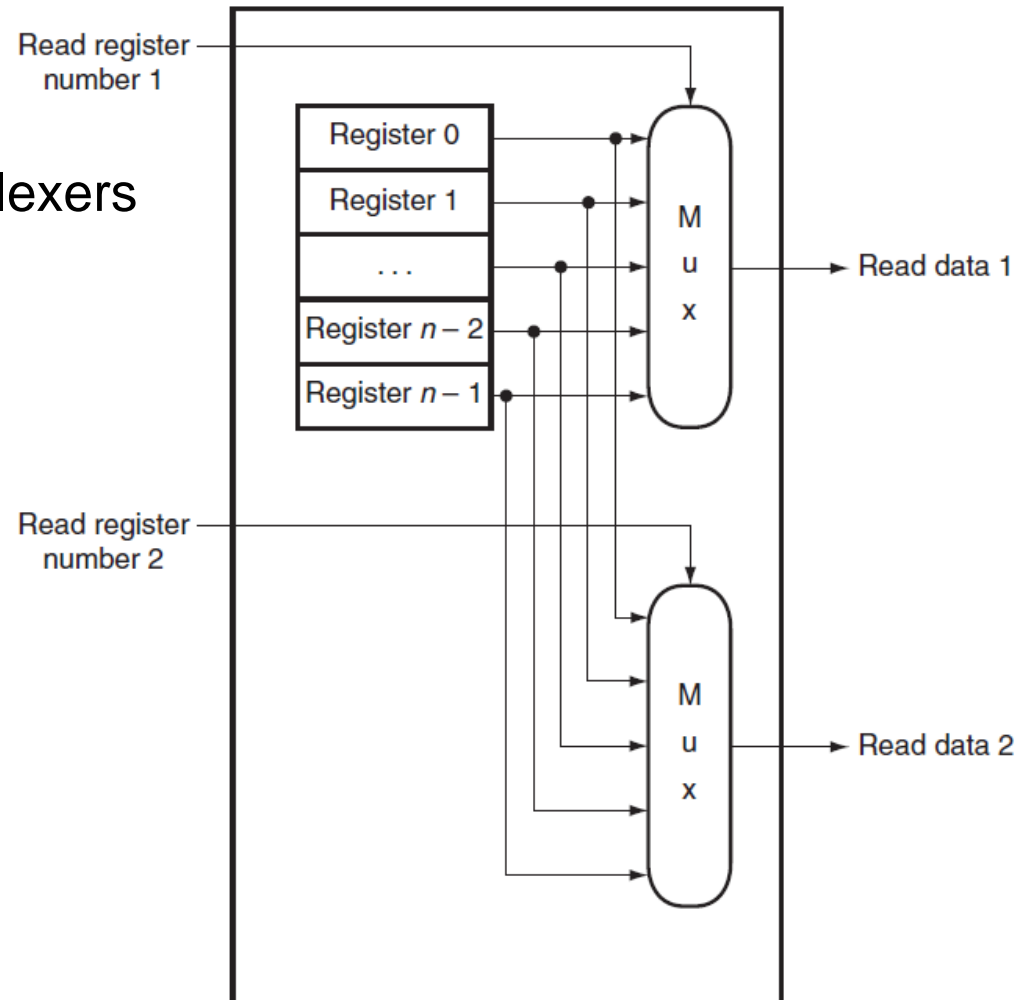 Read register
number 1
lexers
Register 0
Register 1
. . .
Register n – 2
Register n – 1
M
u
x
Read data 1
Read register
number 2
M
u
x
Read data 2